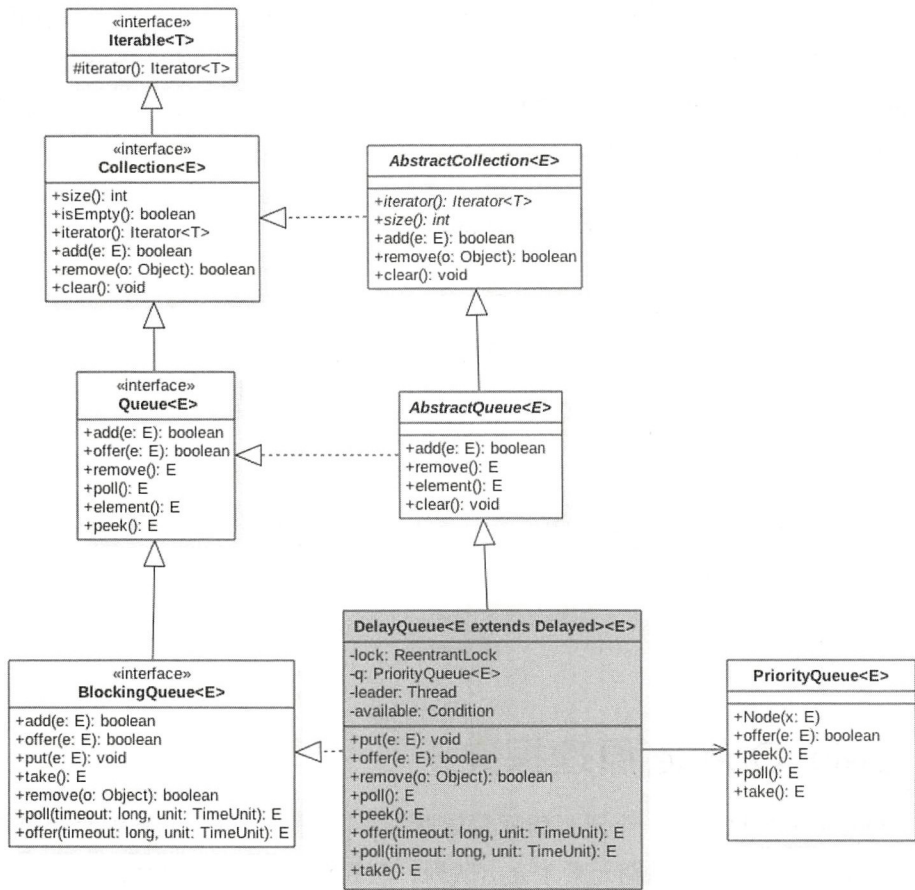 «interface»
Iterable<T>
#iterator(): Iterator<T>
«interface»
Collection<E>
+size(): int
+isEmpty(): boolean
+iterator(): Iterator<T>
+add(e: E): boolean
+remove(o: Object): boolean
+clear(): void
AbstractCollection<E>
+iterator(): Iterator<T>
+size(): int
+add(e: E): boolean
+remove(o: Object): boolean
+clear(): void
«interface»
Queue<E>
+add(e: E): boolean
+offer(e: E): boolean
+remove(): E
+poll(): E
+element(): E
+peek(): E
AbstractQueue<E>
+add(e: E): boolean
+remove(): E
+element(): E
+clear(): void
«interface»
BlockingQueue<E>
+add(e: E): boolean
+offer(e: E): boolean
+put(e: E): void
+take(): E
+remove(o: Object): boolean
+poll(timeout: long, unit: TimeUnit): E
+offer(timeout: long, unit: TimeUnit): E
DelayQueue<E extends Delayed><E>
-lock: ReentrantLock
-q: PriorityQueue<E>
-leader: Thread
-available: Condition
+put(e: E): void
+offer(e: E): boolean
+remove(o: Object): boolean
+poll(): E
+peek(): E
+offer(timeout: long, unit: TimeUnit): E
+poll(timeout: long, unit: TimeUnit): E
+take(): E
PriorityQueue<E>
+Node(x: E)
+offer(e: E): boolean
+peek(): E
+poll(): E
+take(): E